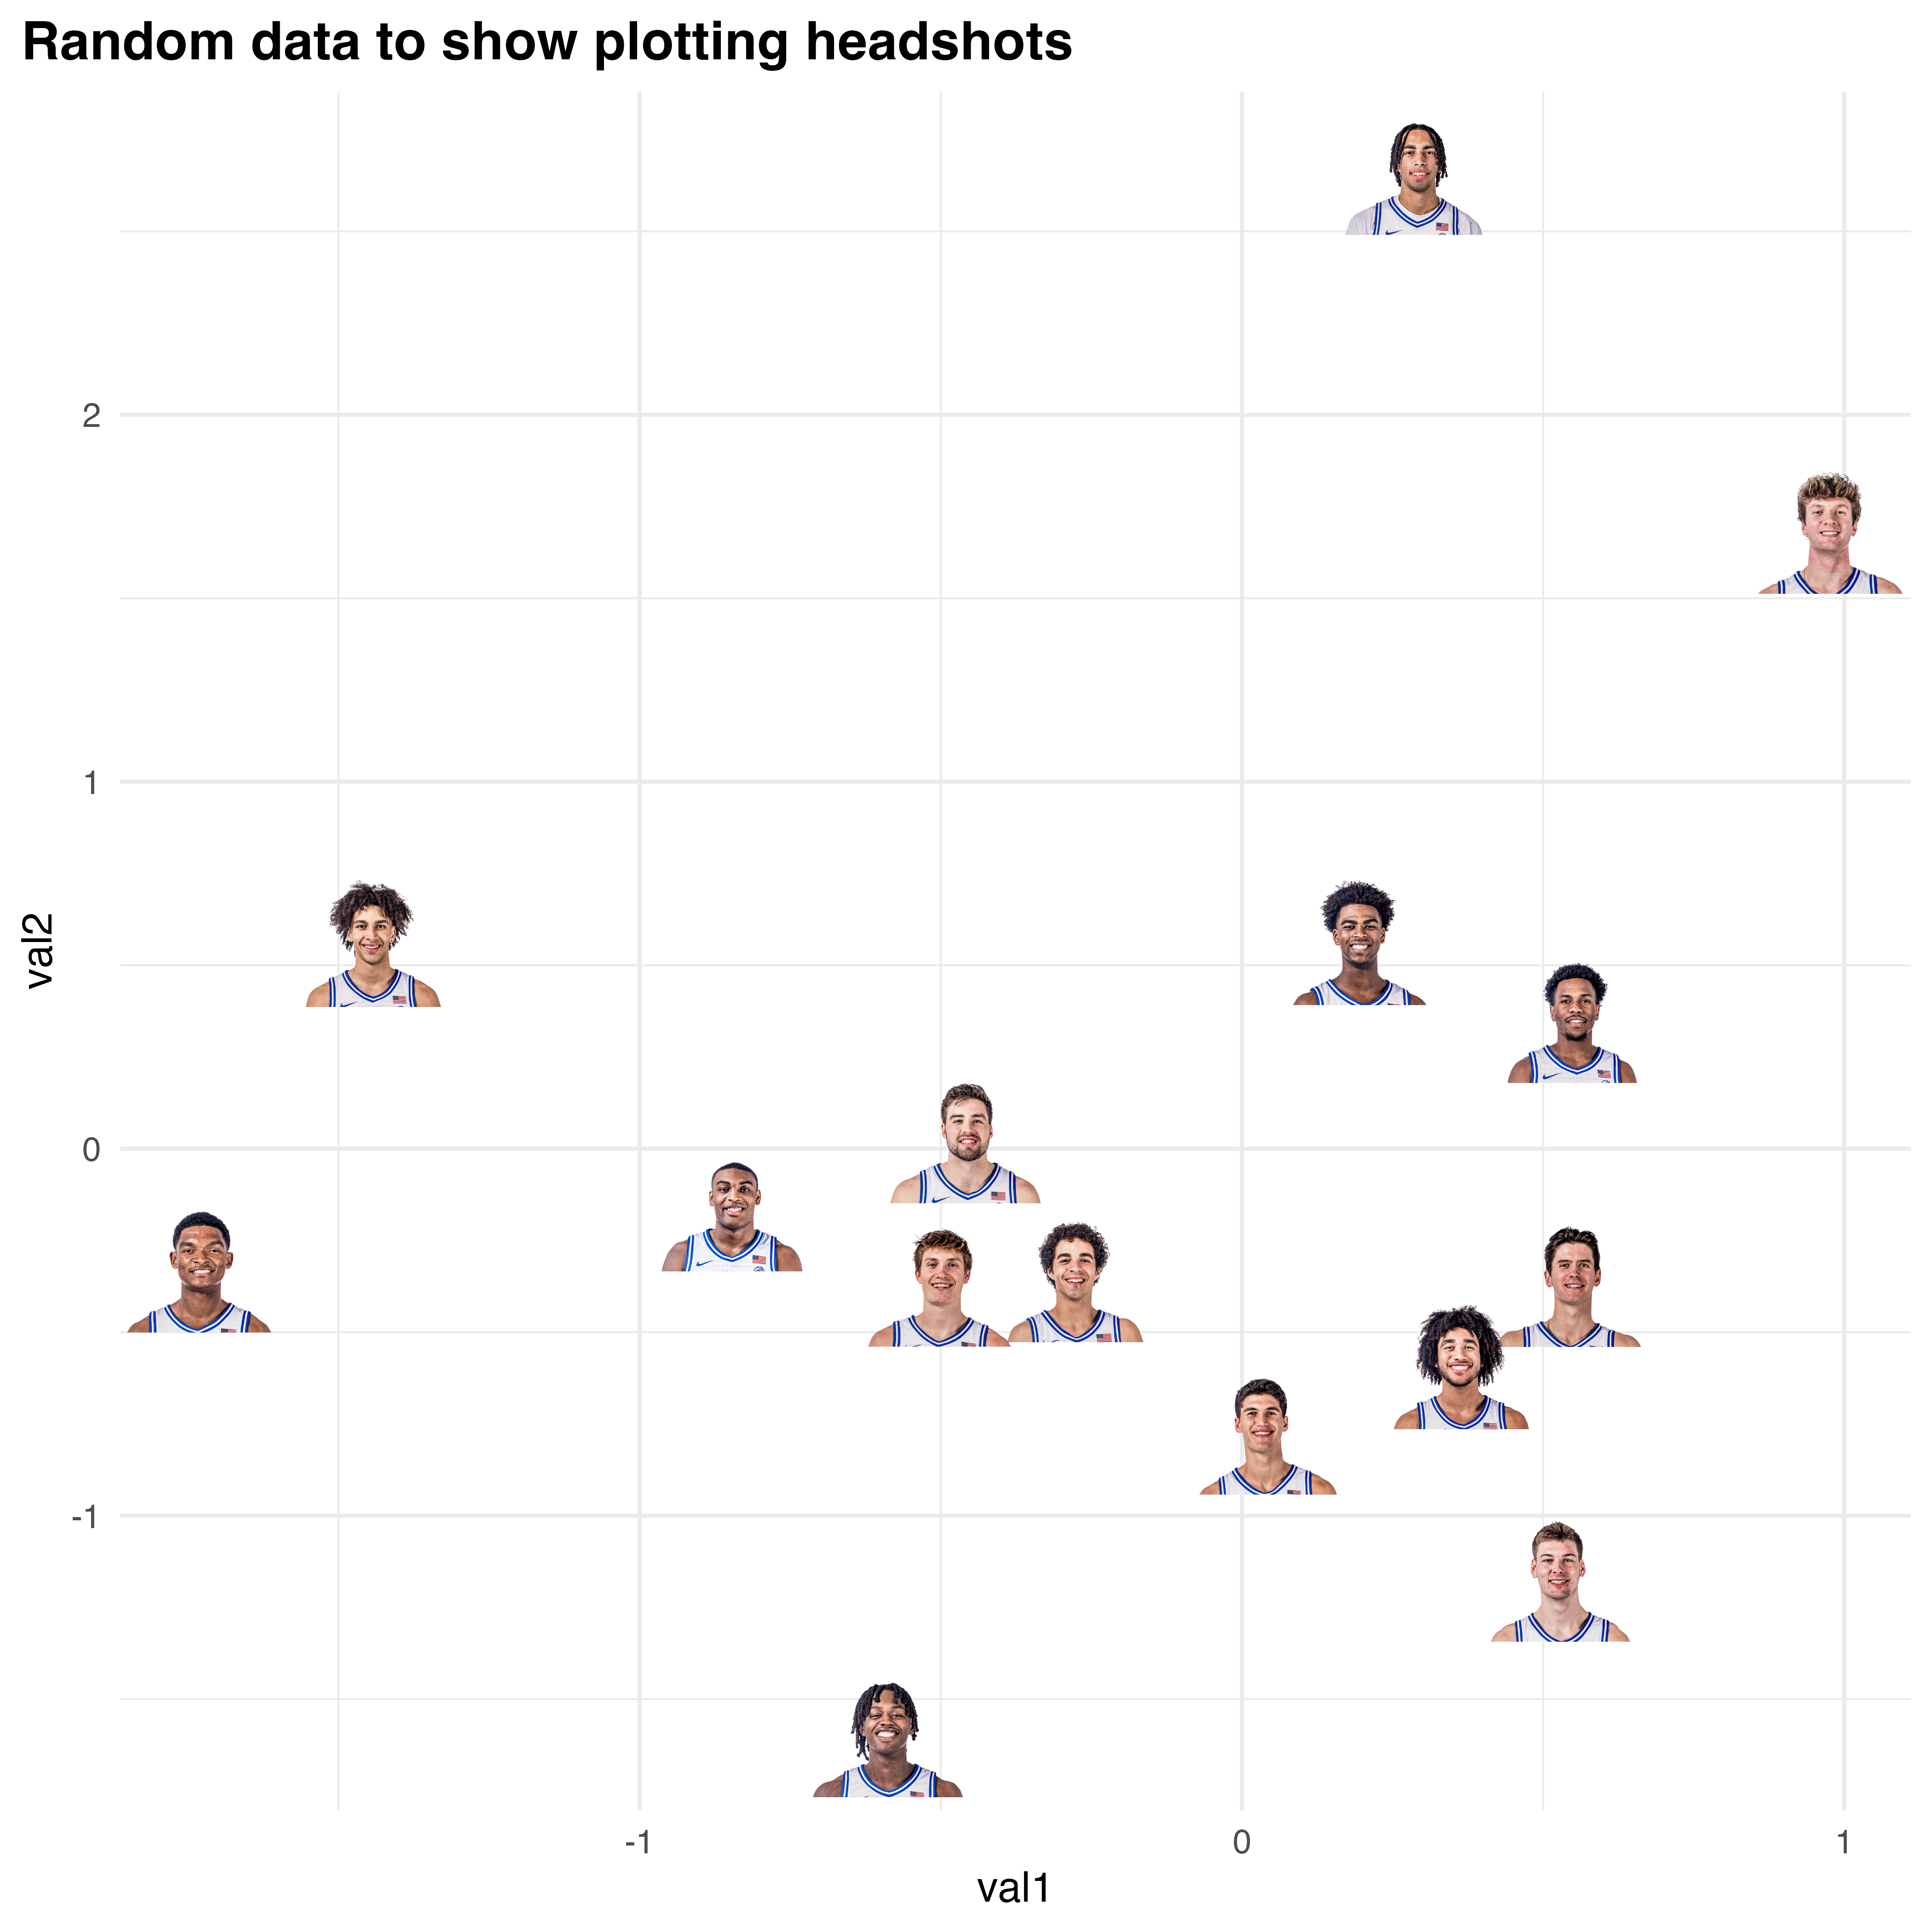 Random data to show plotting headshots
2
1
val2
0
-1
-1 0 1
val1